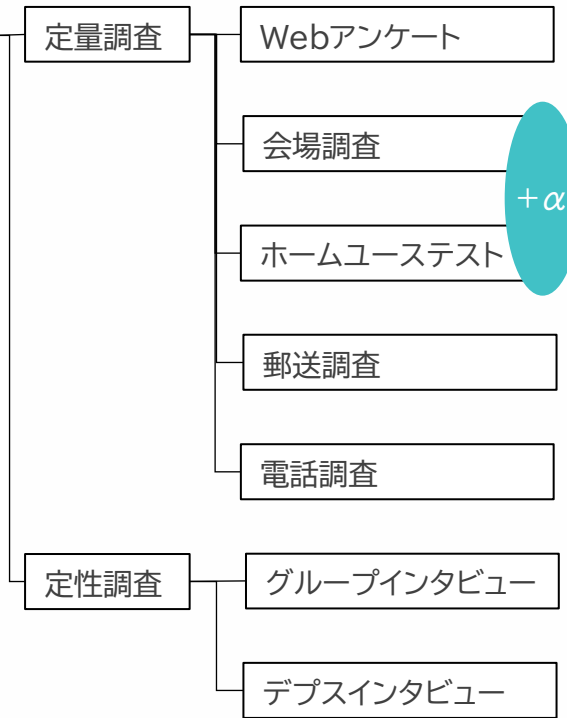 定量調査
Webアンケート
会場調査
+α
ホームユーステスト
郵送調査
電話調査
定性調査
グループインタビュー
デプスインタビュー